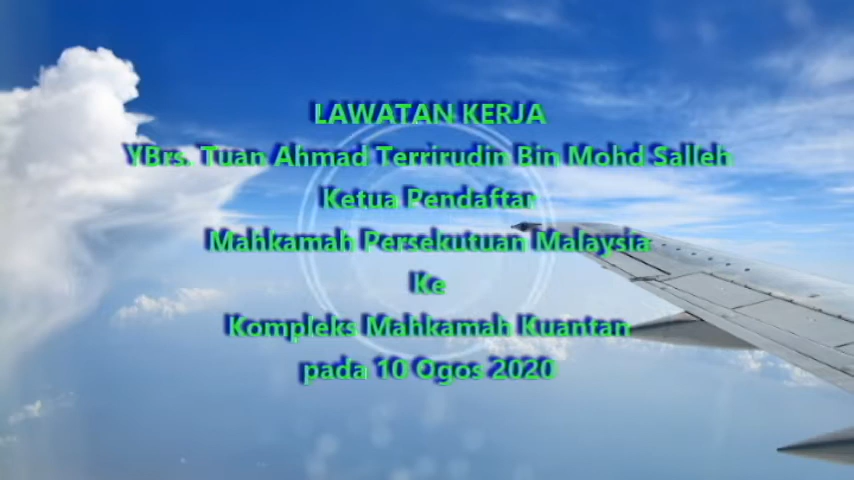 LAWATAN KERJA
YBrs. Tuan Ahmad Terrirudin Bin Mohd Salleh
Ketua Pendaftar
Mahkamah Persekutuan Malaysia
Ke
Kompleks Mahkamah Kuantan
pada 10 Ogos 2020